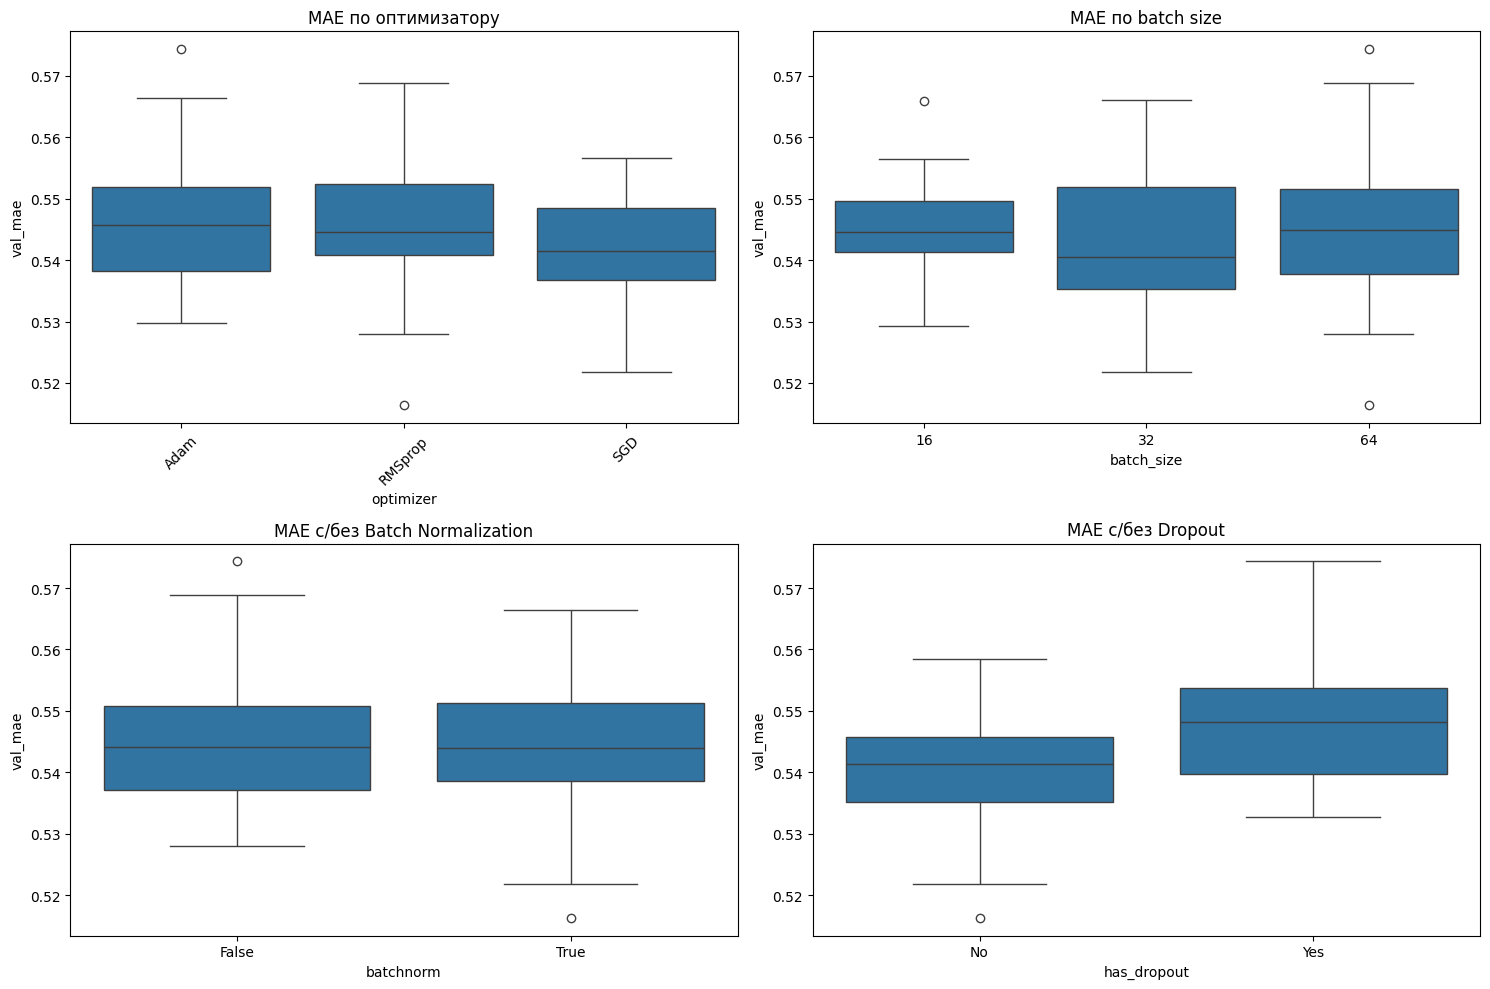 MAE по оптимизатору
val_mae
0.57
0.56
0.55
0.54
0.53
0.52
Adam
RMSprop
SGD
optimizer
MAE по batch size
val_mae
0.57
0.56
0.55
0.54
0.53
0.52
16
32
64
batch_size
MAE с/без Batch Normalization
val_mae
0.57
0.56
0.55
0.54
0.53
0.52
False
True
batchnorm
MAE с/без Dropout
val_mae
0.57
0.56
0.55
0.54
0.53
0.52
No
Yes
has_dropout